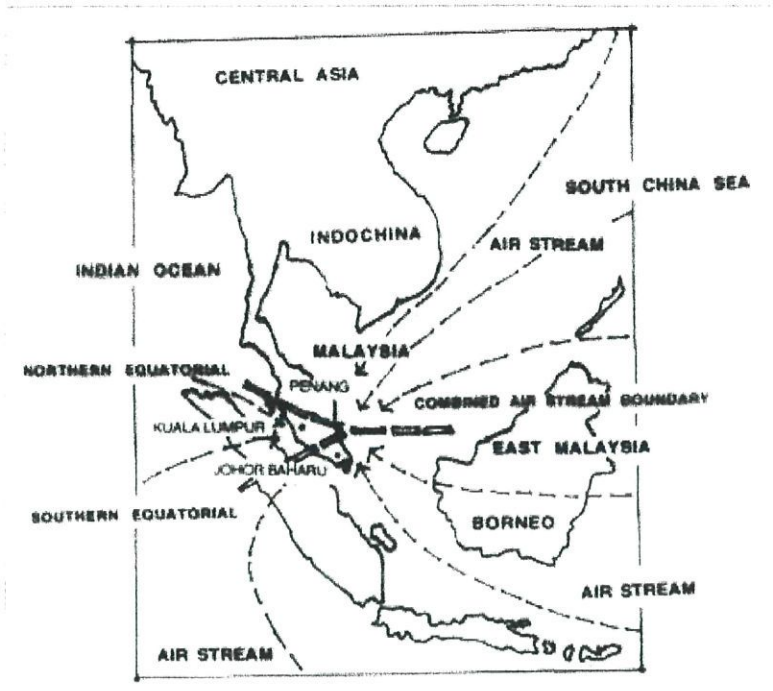 CENTRAL ASIA
SOUTH CHINA SEA
INDOCHINA
AIR STREAM
INDIAN OCEAN
MALAYSIA
NORTHERN EQUATORIAL
PENANG
COMBINED AIR STREAM BOUNDARY
KUALA LUMPUR
EAST MALAYSIA
JOHOR BAHARU
SOUTHERN EQUATORIAL
BORNEO
AIR STREAM
AIR STREAM